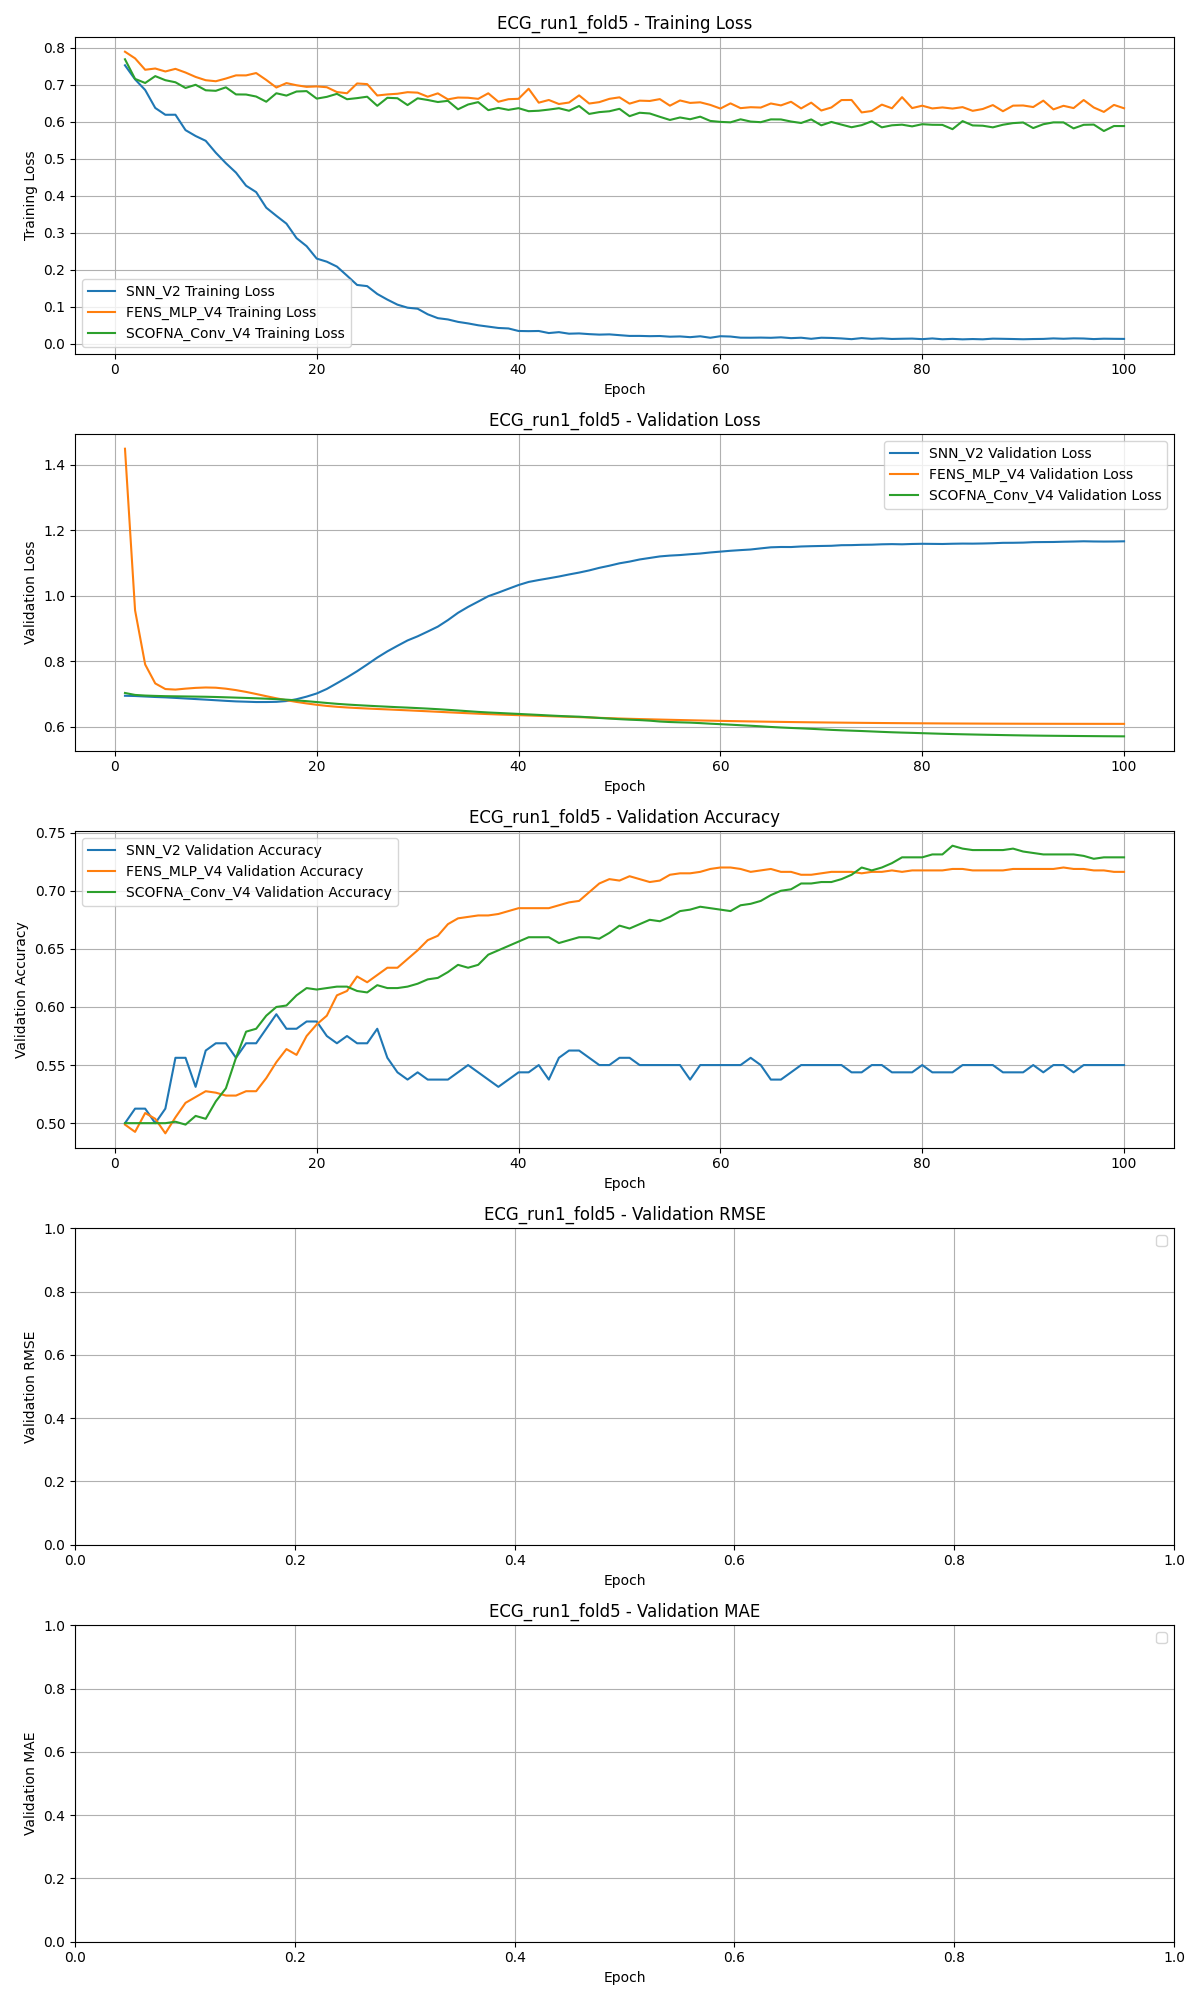 ECG_run1_fold5 - Training Loss
0.8
0.7
0.6
0.5
0.4
0.3
0.2
0.1
0.0
Training Loss
SNN_V2 Training Loss
FENS_MLP_V4 Training Loss
SCOFNA_Conv_V4 Training Loss
0 20 40 60 80 100
Epoch
ECG_run1_fold5 - Validation Loss
1.4
1.2
1.0
0.8
0.6
Validation Loss
SNN_V2 Validation Loss
FENS_MLP_V4 Validation Loss
SCOFNA_Conv_V4 Validation Loss
0 20 40 60 80 100
Epoch
ECG_run1_fold5 - Validation Accuracy
0.75
0.70
0.65
0.60
0.55
0.50
Validation Accuracy
SNN_V2 Validation Accuracy
FENS_MLP_V4 Validation Accuracy
SCOFNA_Conv_V4 Validation Accuracy
0 20 40 60 80 100
Epoch
ECG_run1_fold5 - Validation RMSE
1.0
0.8
0.6
0.4
0.2
0.0
Validation RMSE
0.0 0.2 0.4 0.6 0.8 1.0
Epoch
ECG_run1_fold5 - Validation MAE
1.0
0.8
0.6
0.4
0.2
0.0
Validation MAE
0.0 0.2 0.4 0.6 0.8 1.0
Epoch